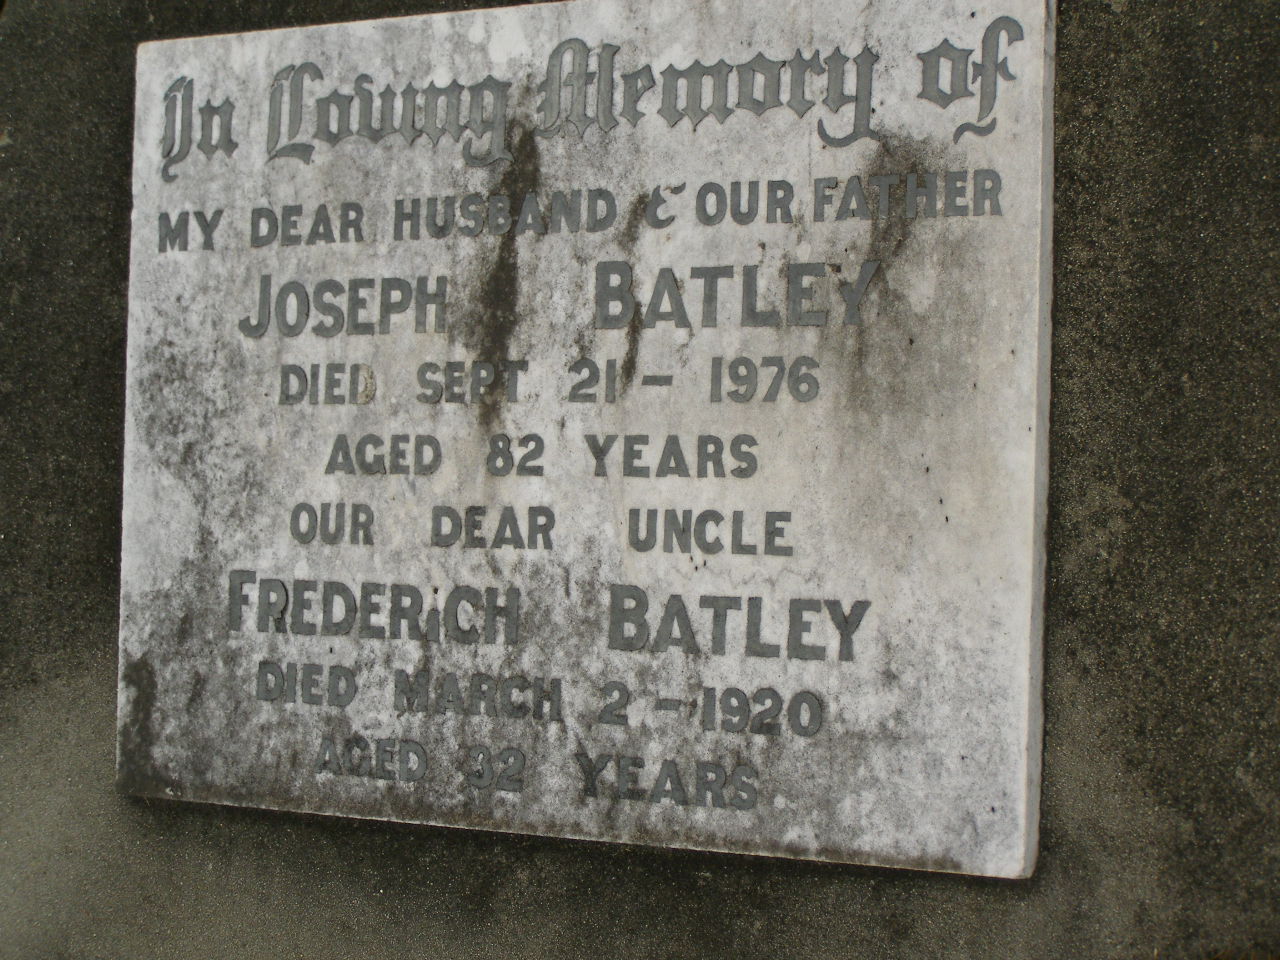 In Loving Memory of
MY DEAR HUSBAND & OUR FATHER
JOSEPH BATLEY
DIED SEPT 21 - 1976
AGED 82 YEARS
OUR DEAR UNCLE
FREDERICH BATLEY
DIED MARCH 2 - 1920
AGED 32 YEARS